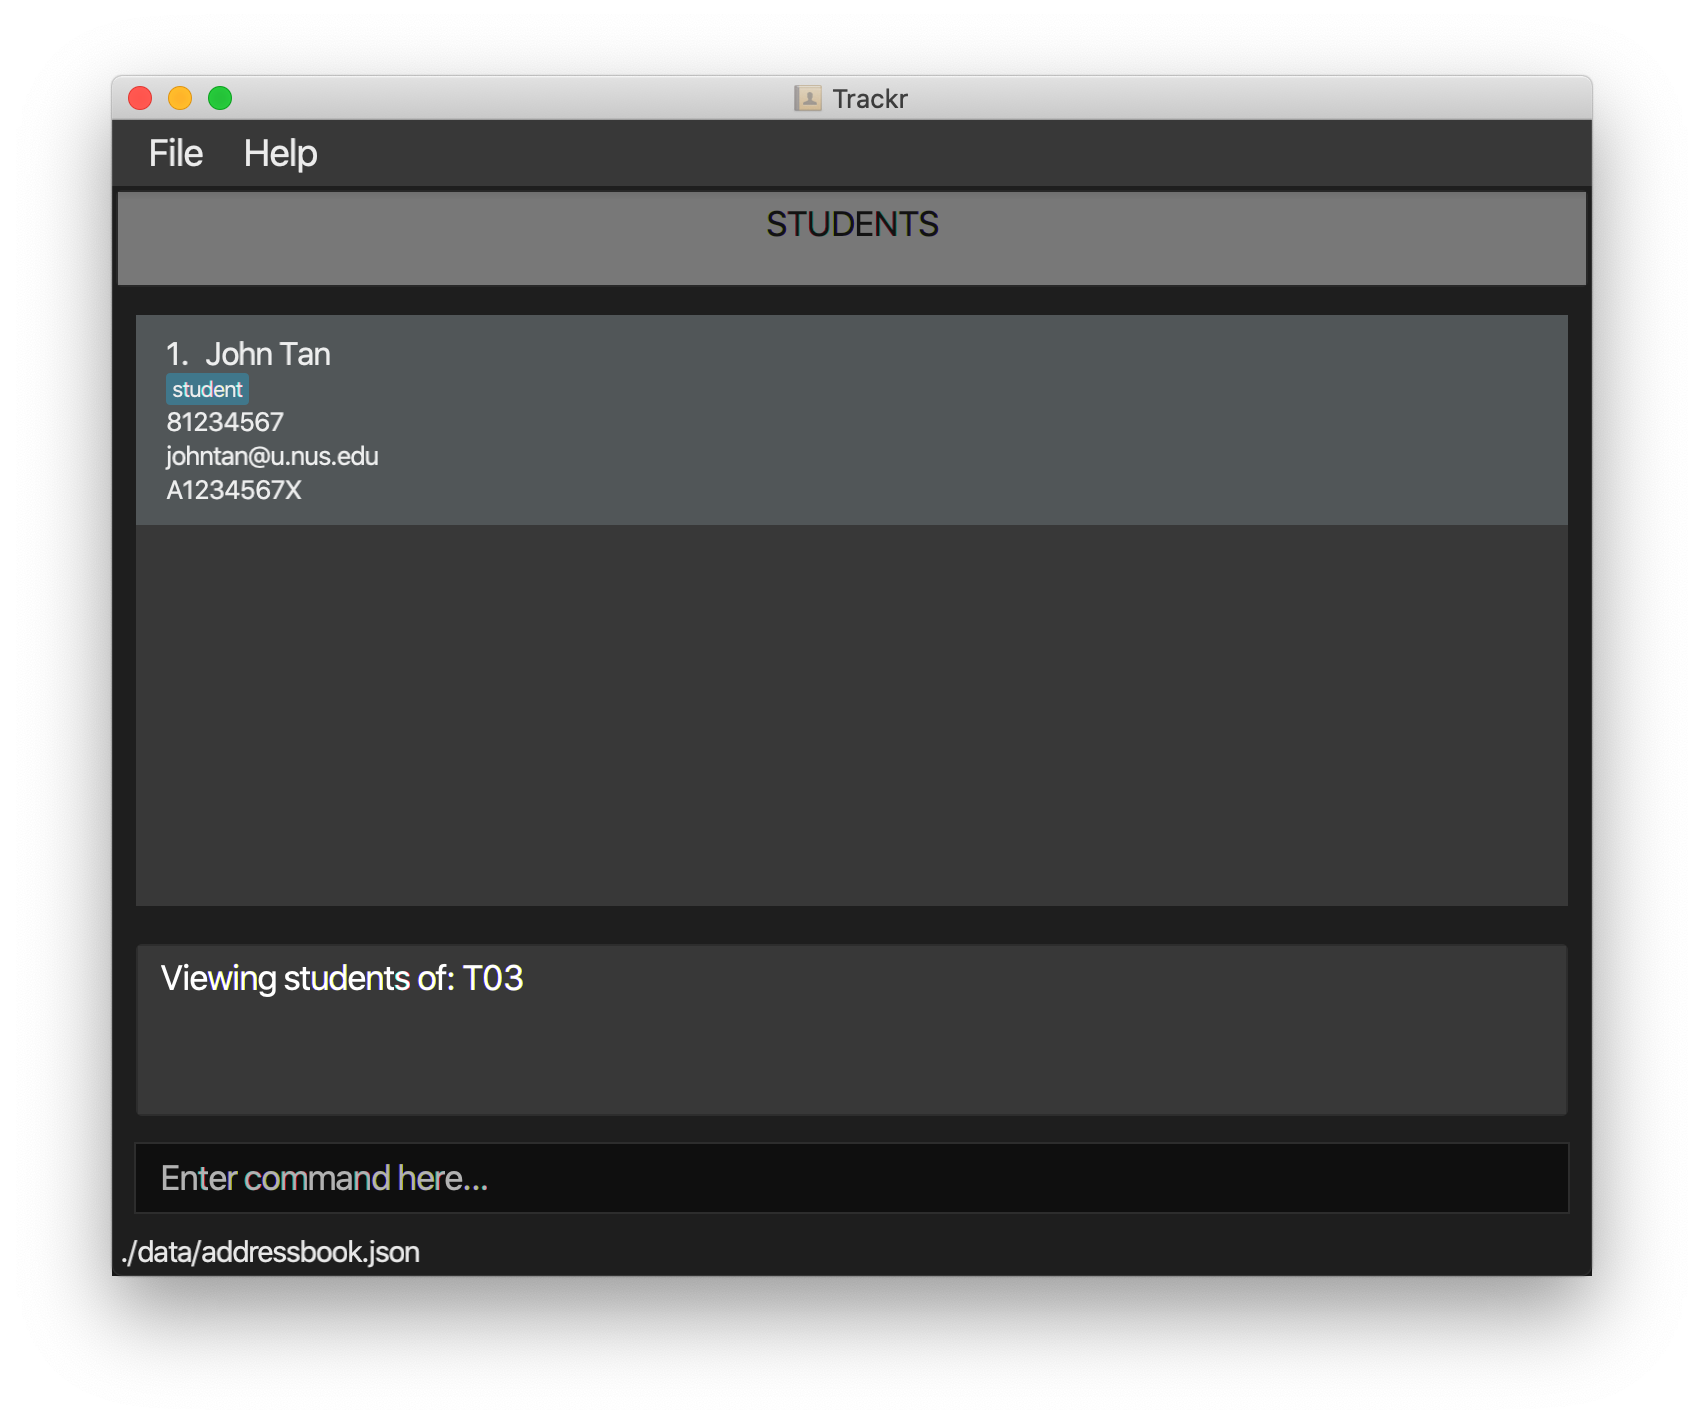 Trackr
File Help
STUDENTS
1. John Tan
student
81234567
johntan@u.nus.edu
A1234567X
Viewing students of: T03
Enter command here...
./data/addressbook.json